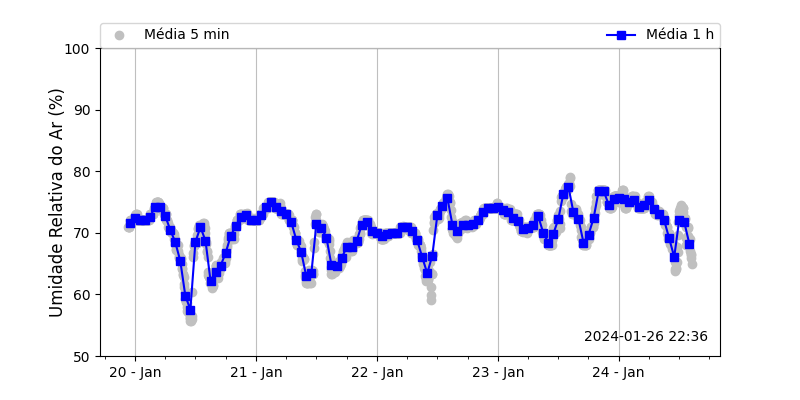 Média 5 min
Média 1 h
Umidade Relativa do Ar (%)
100
90
80
70
60
50
2024-01-26 22:36
20 - Jan
21 - Jan
22 - Jan
23 - Jan
24 - Jan